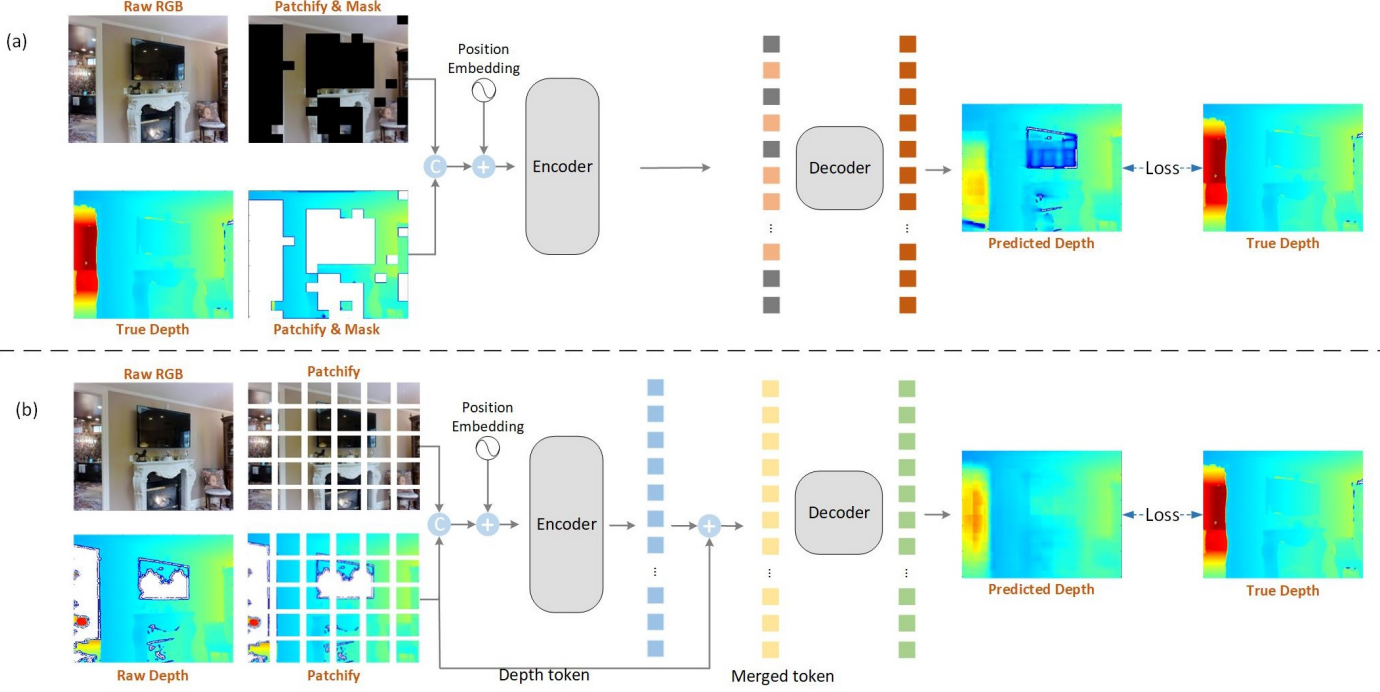 Raw RGB
Patchify & Mask
(a)
Position
Embedding
C
+
Encoder
Decoder
Loss
Predicted Depth
True Depth
True Depth
Patchify & Mask
Raw RGB
Patchify
(b)
Position
Embedding
C
+
Encoder
+
Decoder
Loss
Predicted Depth
True Depth
Raw Depth
Patchify
Depth token
Merged token